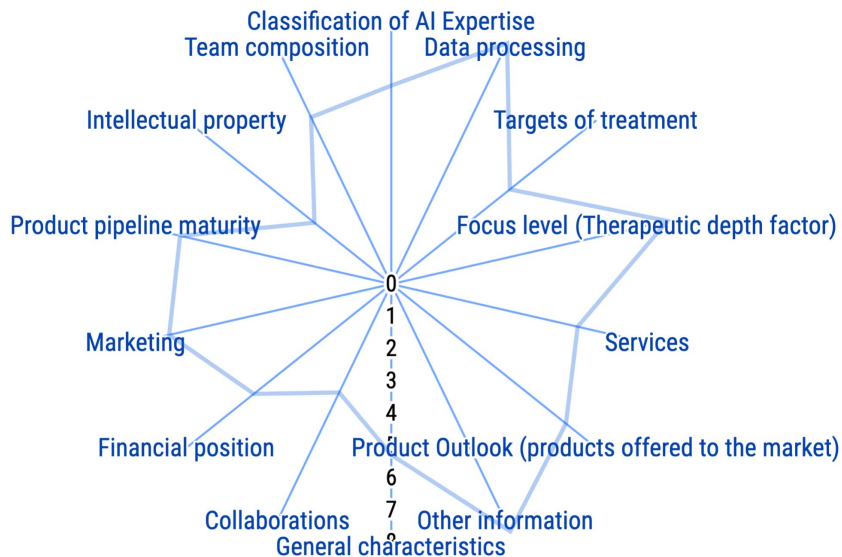 Classification of AI Expertise
Team composition
Data processing
Intellectual property
Targets of treatment
Product pipeline maturity
Focus level (Therapeutic depth factor)
0
1
2
Marketing
Services
3
4
Financial position
Product Outlook (products offered to the market)
6
7
Collaborations
Other information
General characteristics